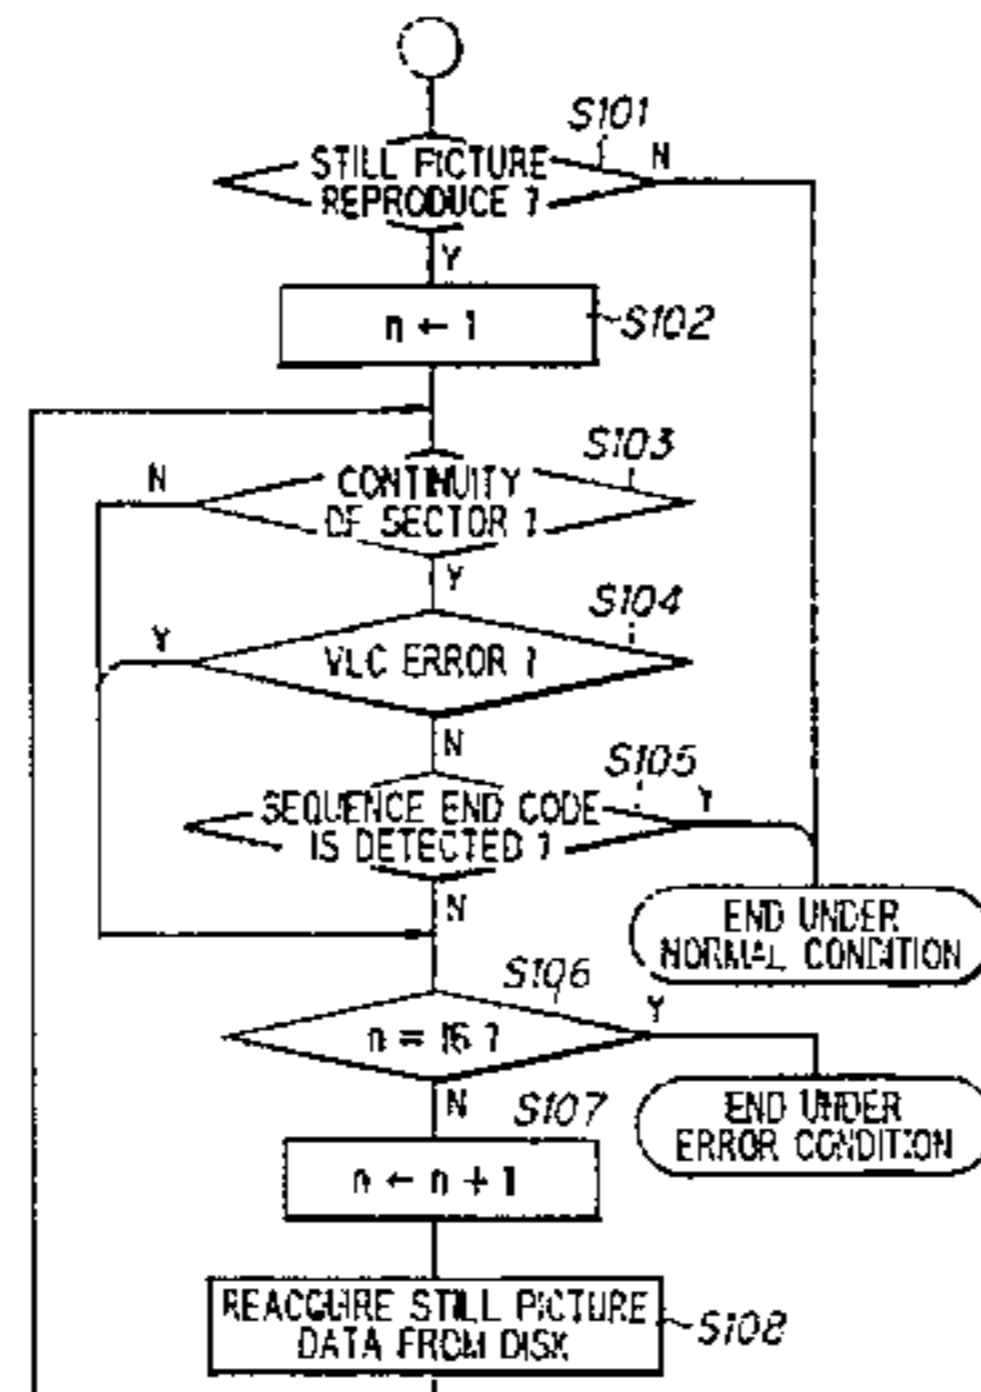 S101
STILL PICTURE
REPRODUCE ?
N
Y
n ← 1
S102
S103
N
CONTINUITY
OF SECTOR ?
Y
S104
Y
VLC ERROR ?
N
S105
SEQUENCE END CODE
IS DETECTED ?
Y
N
END UNDER
NORMAL CONDITION
S106
n = 16 ?
Y
N
END UNDER
ERROR CONDITION
S107
n ← n + 1
REACQUIRE STILL PICTURE
DATA FROM DISK
S108